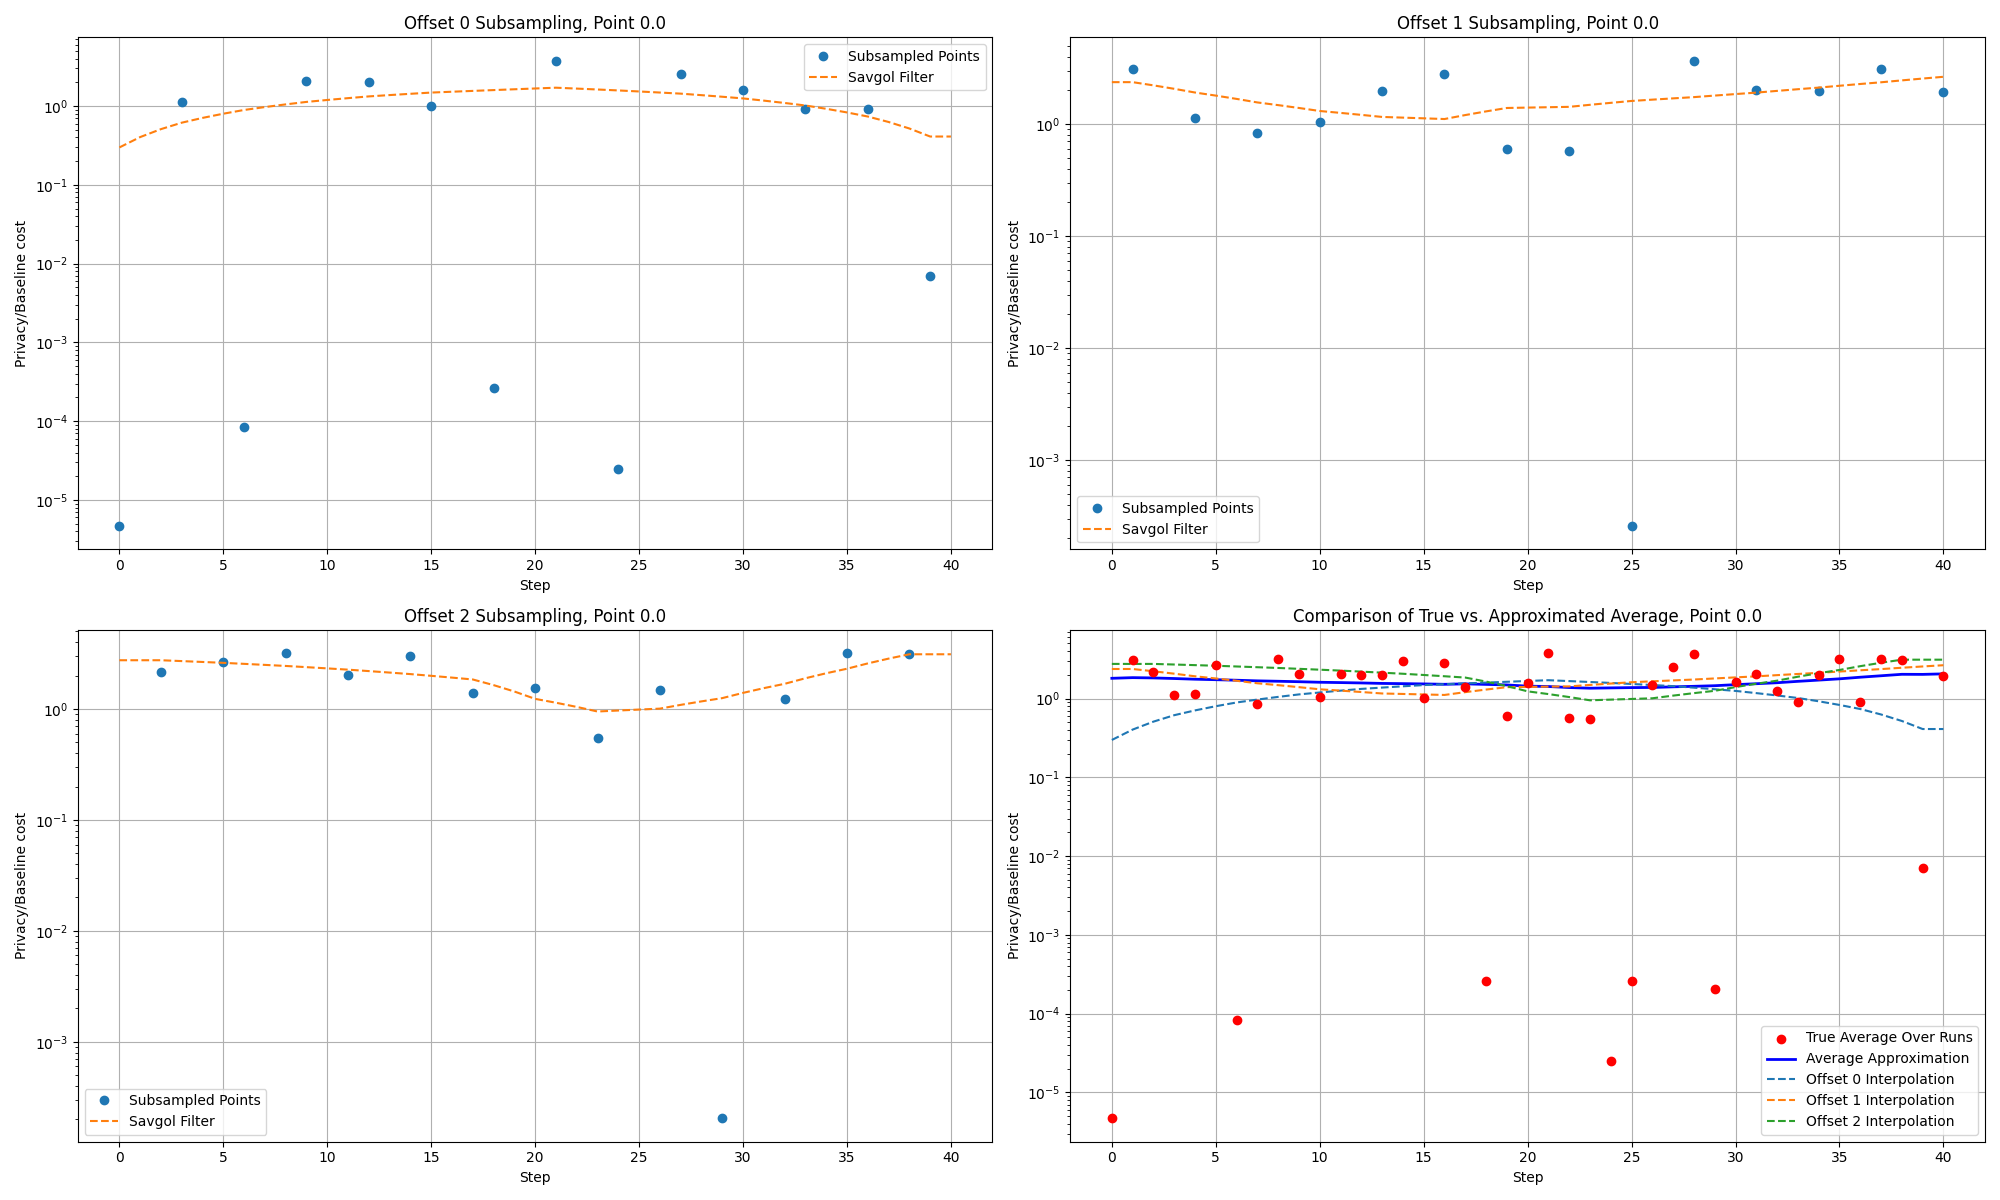 Offset 0 Subsampling, Point 0.0
Privacy/Baseline cost
10⁰
10⁻¹
10⁻²
10⁻³
10⁻⁴
10⁻⁵
Subsampled Points
Savgol Filter
0 5 10 15 20 25 30 35 40
Step
Offset 1 Subsampling, Point 0.0
Privacy/Baseline cost
10⁰
10⁻¹
10⁻²
10⁻³
Subsampled Points
Savgol Filter
0 5 10 15 20 25 30 35 40
Step
Offset 2 Subsampling, Point 0.0
Privacy/Baseline cost
10⁰
10⁻¹
10⁻²
10⁻³
Subsampled Points
Savgol Filter
0 5 10 15 20 25 30 35 40
Step
Comparison of True vs. Approximated Average, Point 0.0
Privacy/Baseline cost
10⁰
10⁻¹
10⁻²
10⁻³
10⁻⁴
10⁻⁵
True Average Over Runs
Average Approximation
Offset 0 Interpolation
Offset 1 Interpolation
Offset 2 Interpolation
0 5 10 15 20 25 30 35 40
Step